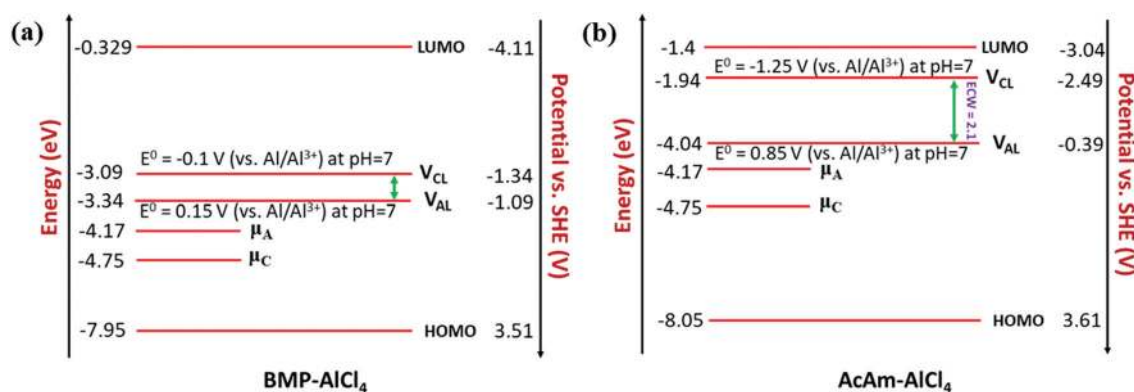 (a)
Energy (eV)
Potential vs. SHE (V)
-0.329 LUMO -4.11
E⁰ = -0.1 V (vs. Al/Al³⁺) at pH=7
-3.09 V_CL -1.34
-3.34 V_AL -1.09
E⁰ = 0.15 V (vs. Al/Al³⁺) at pH=7
-4.17 μ_A
-4.75 μ_C
-7.95 HOMO 3.51
BMP-AlCl₄
(b)
Energy (eV)
Potential vs. SHE (V)
-1.4 LUMO -3.04
E⁰ = -1.25 V (vs. Al/Al³⁺) at pH=7
-1.94 V_CL -2.49
ECW = 2.1
-4.04 V_AL -0.39
E⁰ = 0.85 V (vs. Al/Al³⁺) at pH=7
-4.17 μ_A
-4.75 μ_C
-8.05 HOMO 3.61
AcAm-AlCl₄